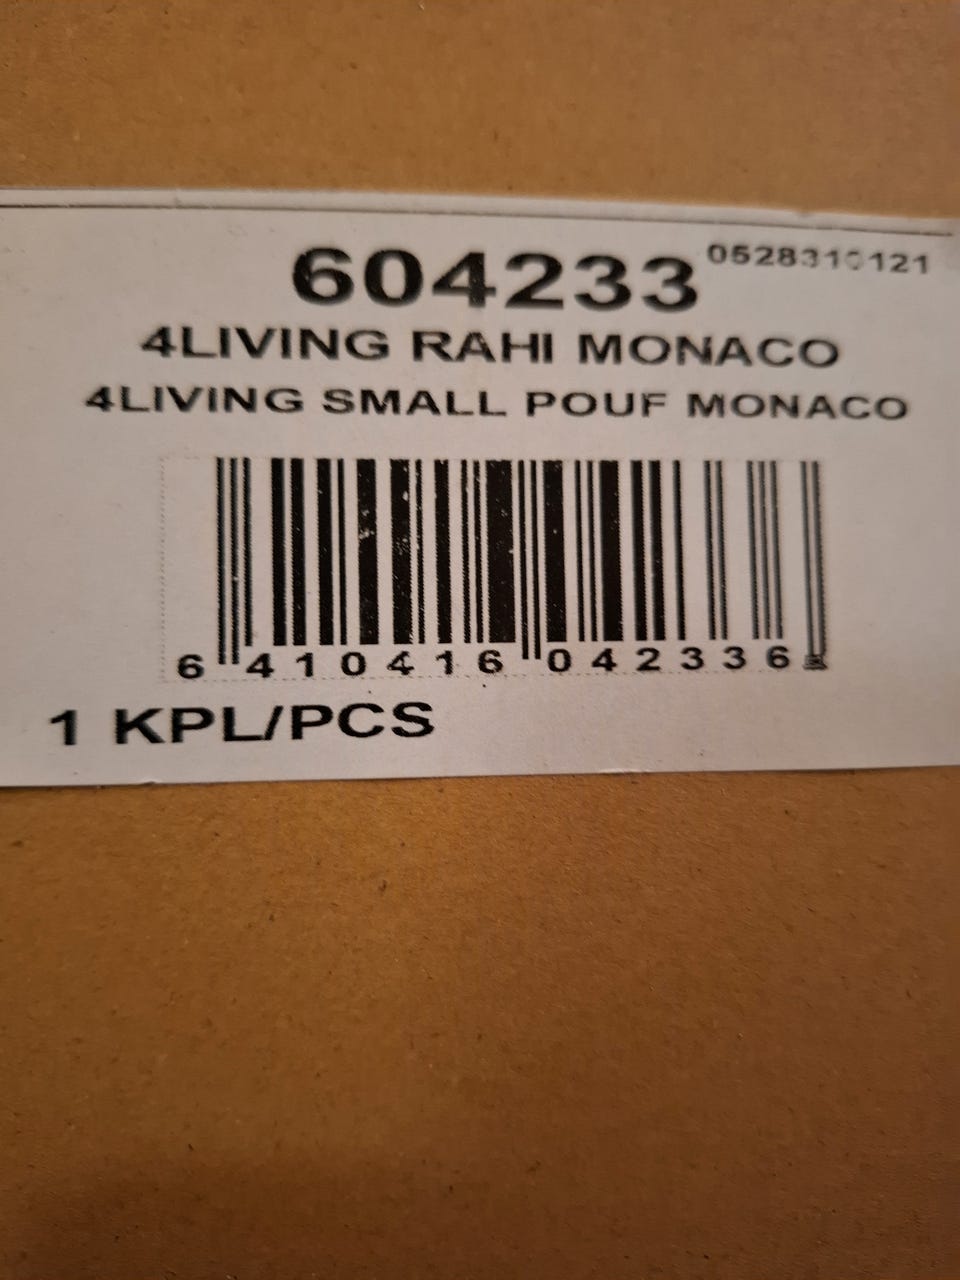 604233
4LIVING RAHI MONACO
4LIVING SMALL POUF MONACO
6 410416 042336
1 KPL/PCS